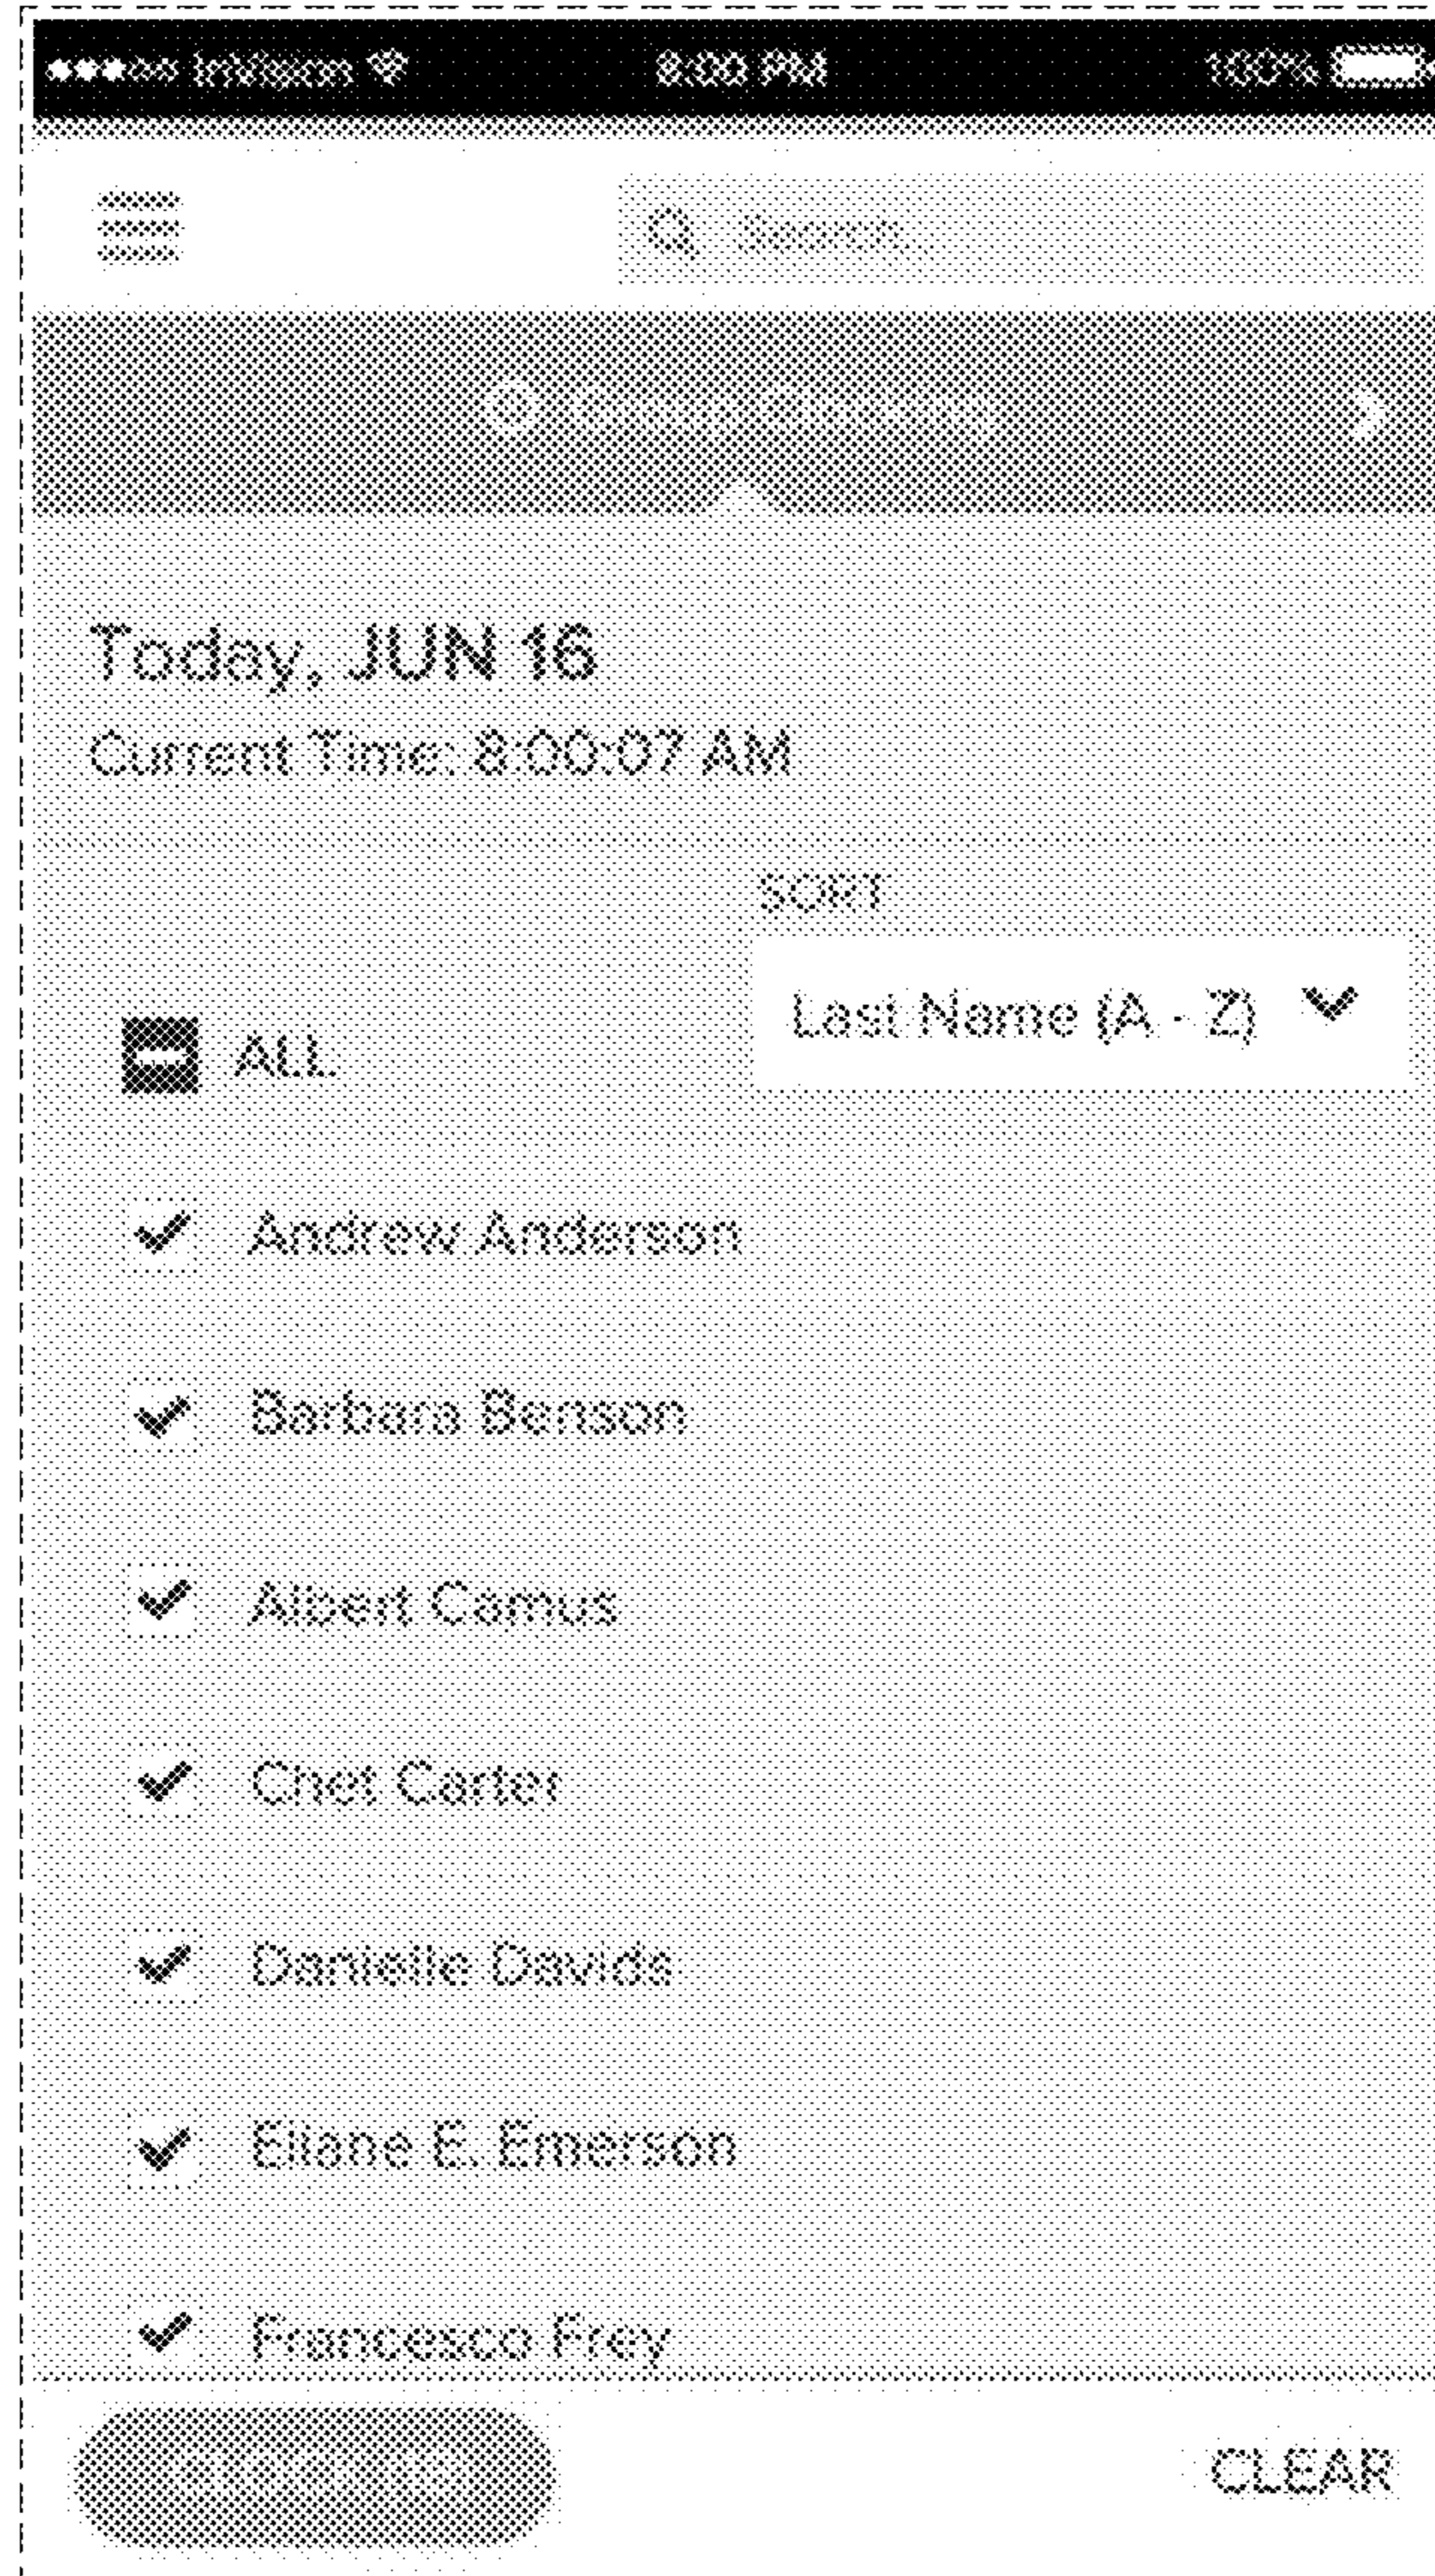 8:00 PM 100%
Search...
Today, JUN 16
Current Time: 8:00:07 AM
SORT
Last Name (A - Z)
ALL
Andrew Anderson
Barbara Benson
Albert Camus
Chet Carter
Danielle Davids
Eliane E. Emerson
Francesco Frey
CLEAR